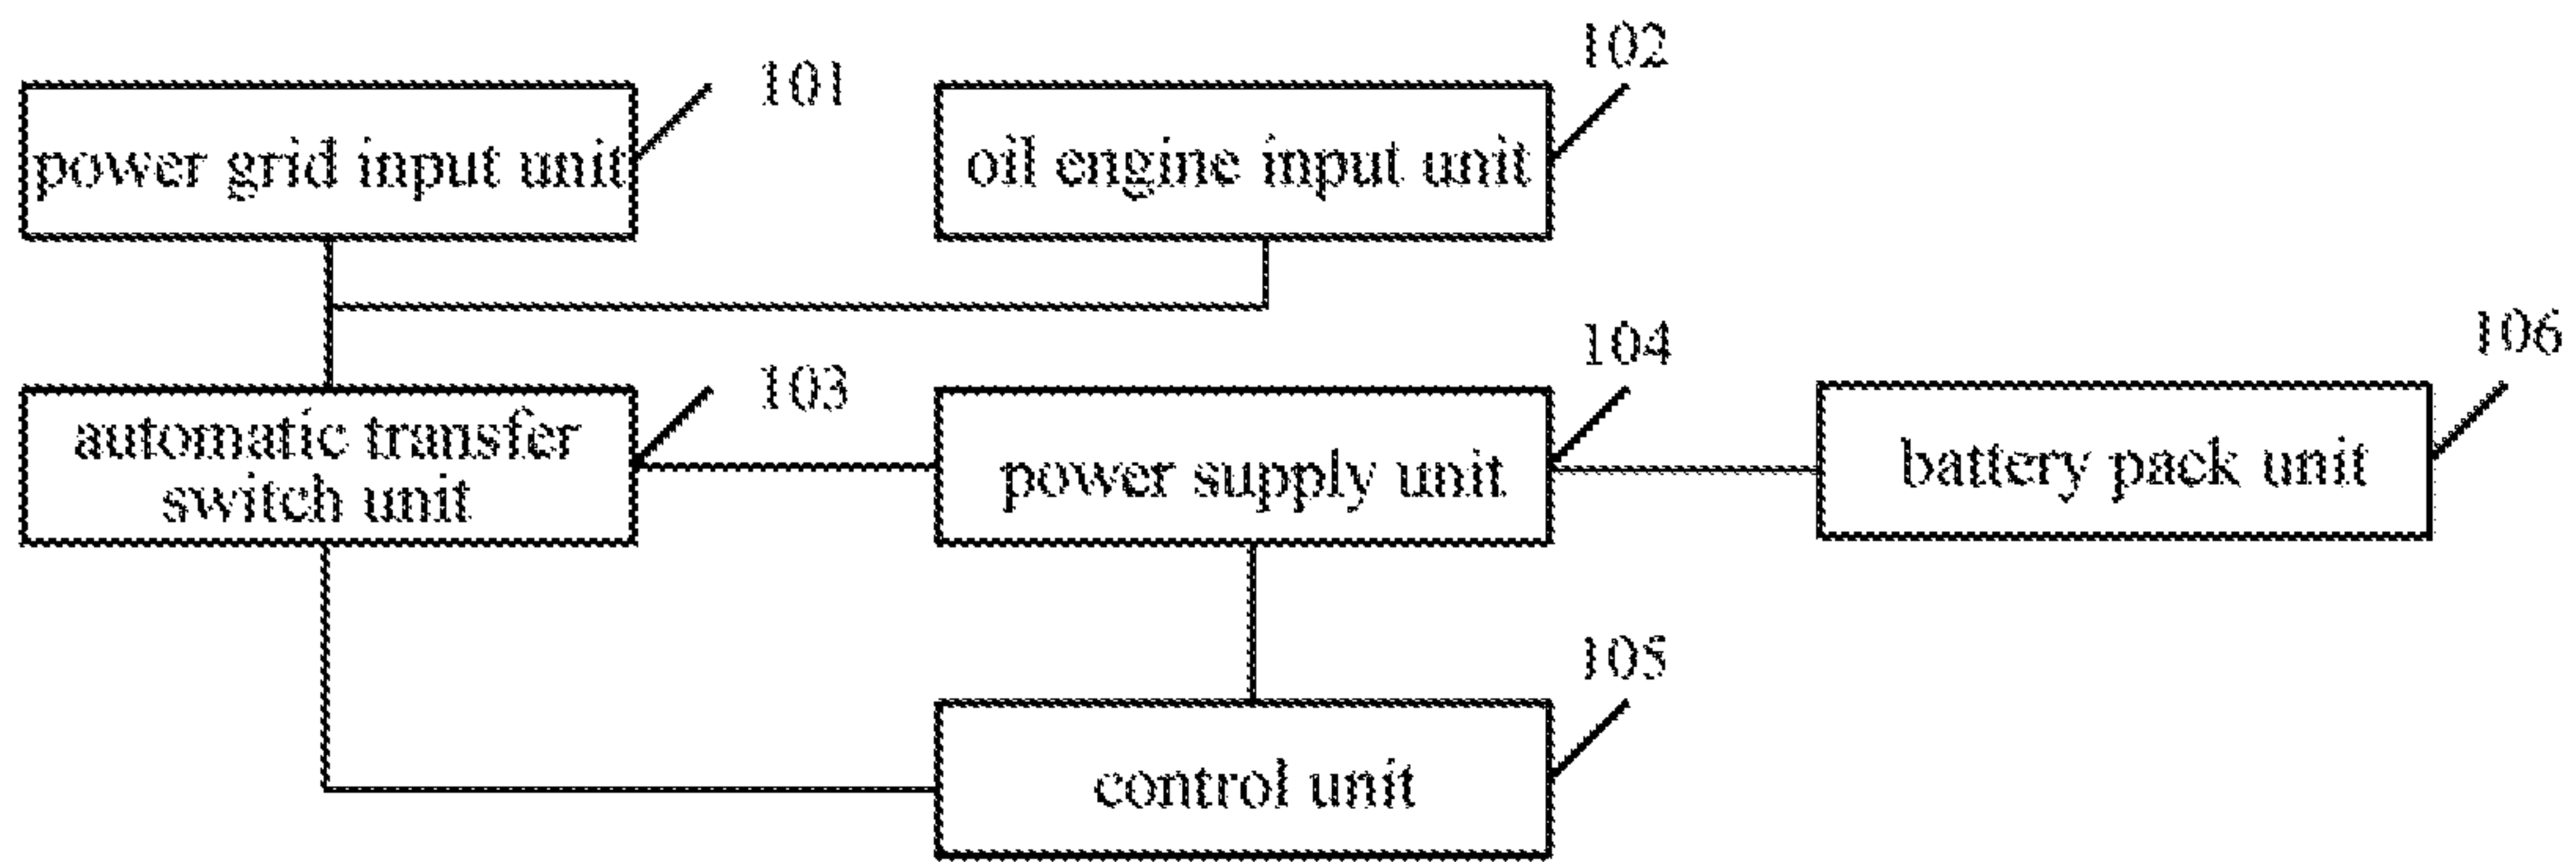 101
102
power grid input unit
oil engine input unit
103
104
106
automatic transfer
switch unit
power supply unit
battery pack unit
105
control unit